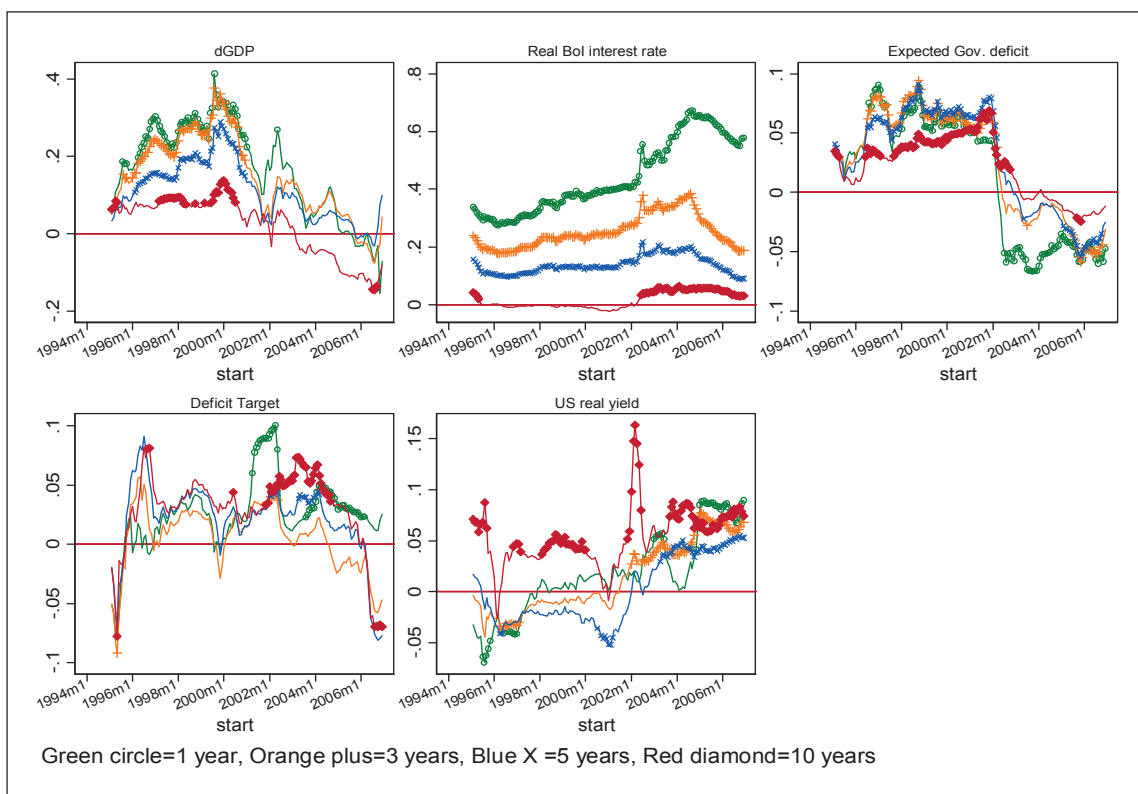 dGDP
.4
.2
0
-.2
1994m1
1996m1
1998m1
2000m1
2002m1
2004m1
2006m1
start
Real BoI interest rate
.8
.6
.4
.2
0
1994m1
1996m1
1998m1
2000m1
2002m1
2004m1
2006m1
start
Expected Gov. deficit
.1
.05
0
-.05
-.1
1994m1
1996m1
1998m1
2000m1
2002m1
2004m1
2006m1
start
Deficit Target
.1
.05
0
-.05
-.1
1994m1
1996m1
1998m1
2000m1
2002m1
2004m1
2006m1
start
US real yield
.15
.1
.05
0
-.05
1994m1
1996m1
1998m1
2000m1
2002m1
2004m1
2006m1
start
Green circle=1 year, Orange plus=3 years, Blue X =5 years, Red diamond=10 years